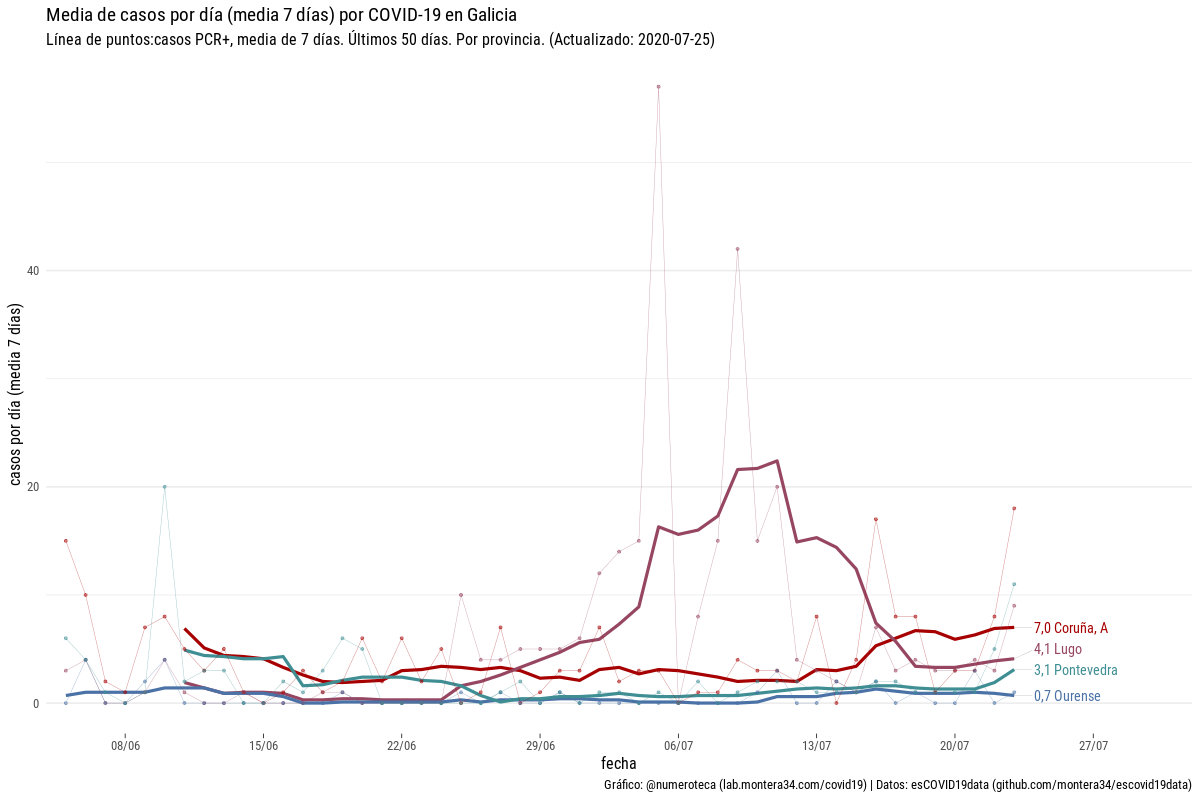 Media de casos por día (media 7 días) por COVID-19 en Galicia
Línea de puntos:casos PCR+, media de 7 días. Últimos 50 días. Por provincia. (Actualizado: 2020-07-25)
casos por día (media 7 días)
40
20
0
7,0 Coruña, A
4,1 Lugo
3,1 Pontevedra
0,7 Ourense
08/06
15/06
22/06
29/06
06/07
13/07
20/07
27/07
fecha
Gráfico: @numeroteca (lab.montera34.com/covid19) | Datos: esCOVID19data (github.com/montera34/escovid19data)